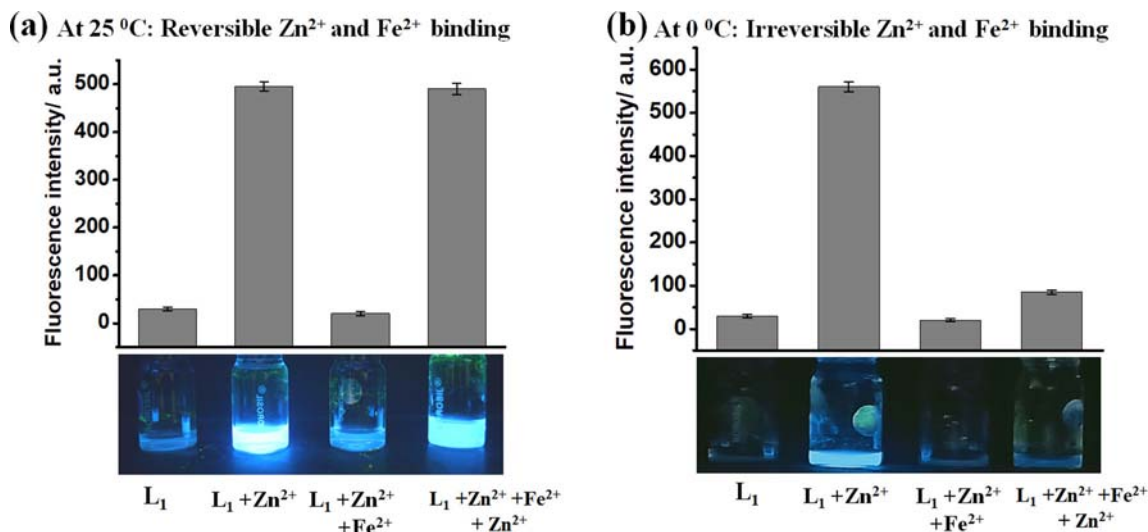 (a) At 25 ⁰C: Reversible Zn²⁺ and Fe²⁺ binding
Fluorescence intensity/ a.u.
500
400
300
200
100
0
L₁
L₁ +Zn²⁺
L₁ +Zn²⁺
+Fe²⁺
L₁ +Zn²⁺ +Fe²⁺
+ Zn²⁺
(b) At 0 ⁰C: Irreversible Zn²⁺ and Fe²⁺ binding
Fluorescence intensity/ a.u.
600
500
400
300
200
100
0
L₁
L₁ +Zn²⁺
L₁ +Zn²⁺
+Fe²⁺
L₁ +Zn²⁺ +Fe²⁺
+ Zn²⁺